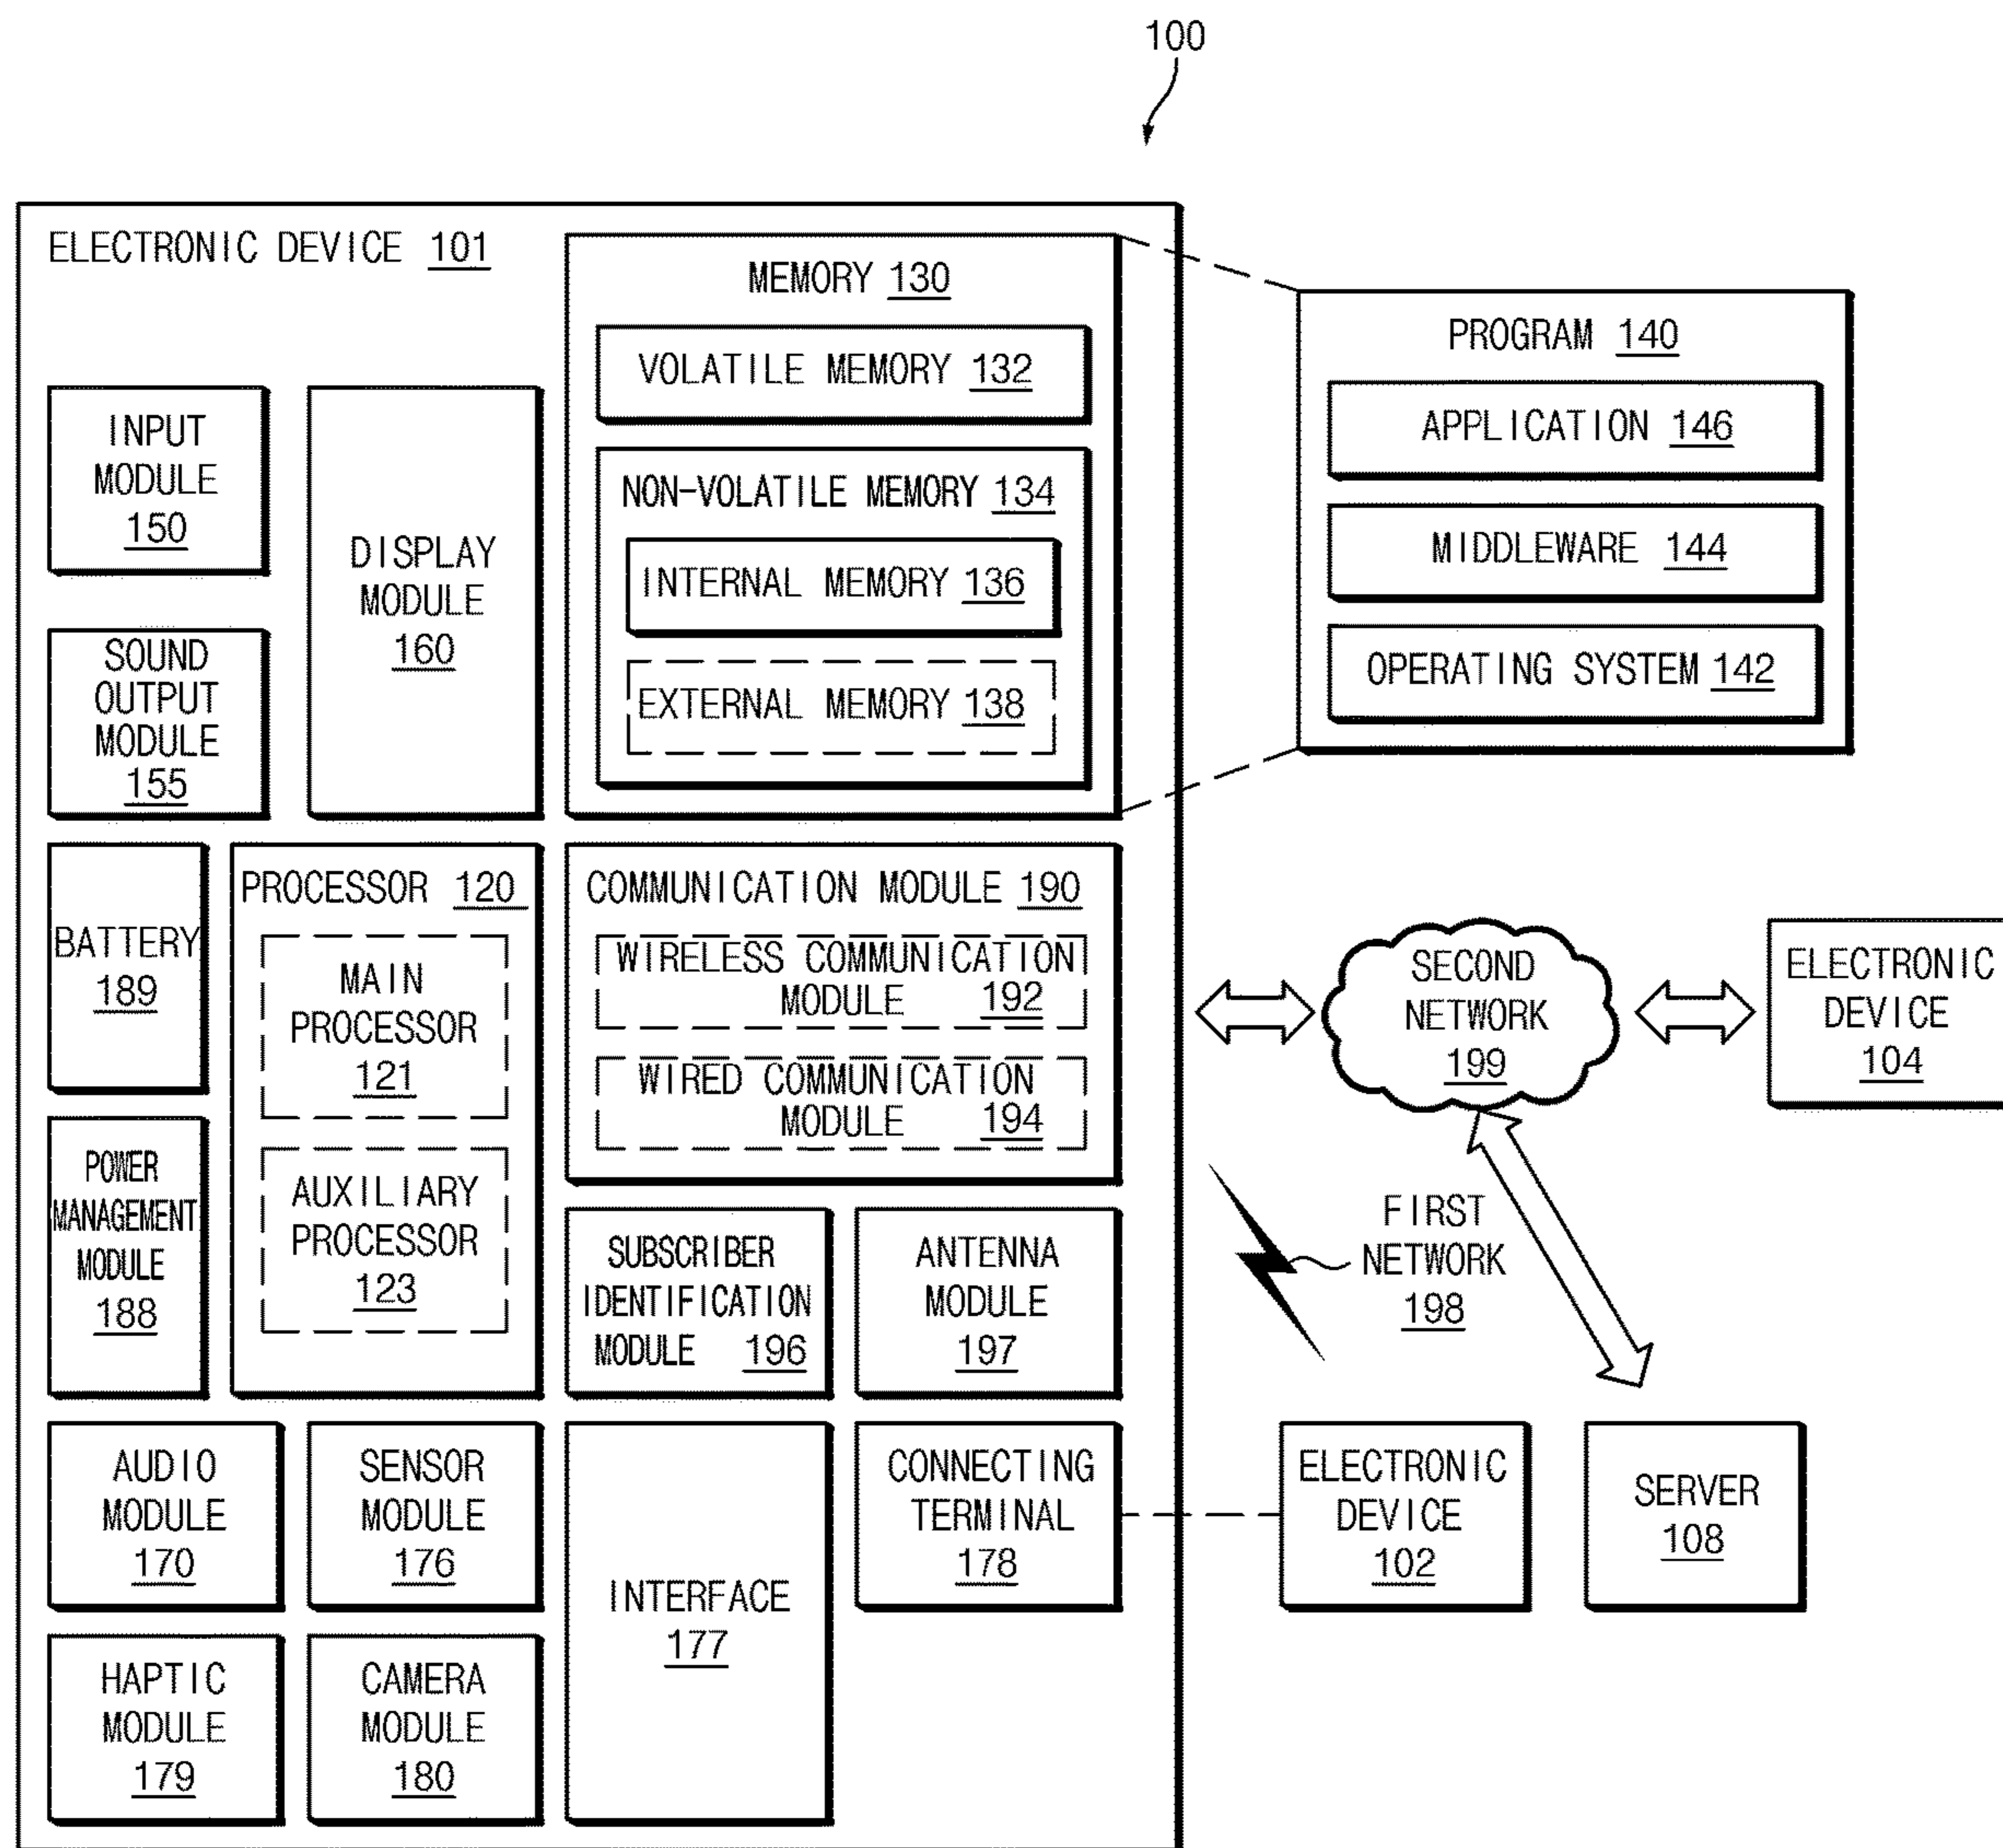 100
ELECTRONIC DEVICE 101
MEMORY 130
VOLATILE MEMORY 132
NON-VOLATILE MEMORY 134
INTERNAL MEMORY 136
EXTERNAL MEMORY 138
PROGRAM 140
APPLICATION 146
MIDDLEWARE 144
OPERATING SYSTEM 142
INPUT
MODULE
150
SOUND
OUTPUT
MODULE
155
DISPLAY
MODULE
160
BATTERY
189
POWER
MANAGEMENT
MODULE
188
PROCESSOR 120
MAIN
PROCESSOR
121
AUXILIARY
PROCESSOR
123
COMMUNICATION MODULE 190
WIRELESS COMMUNICATION
MODULE 192
WIRED COMMUNICATION
MODULE 194
SUBSCRIBER
IDENTIFICATION
MODULE 196
ANTENNA
MODULE
197
SECOND
NETWORK
199
ELECTRONIC
DEVICE
104
FIRST
NETWORK
198
AUDIO
MODULE
170
SENSOR
MODULE
176
INTERFACE
177
CONNECTING
TERMINAL
178
ELECTRONIC
DEVICE
102
SERVER
108
HAPTIC
MODULE
179
CAMERA
MODULE
180